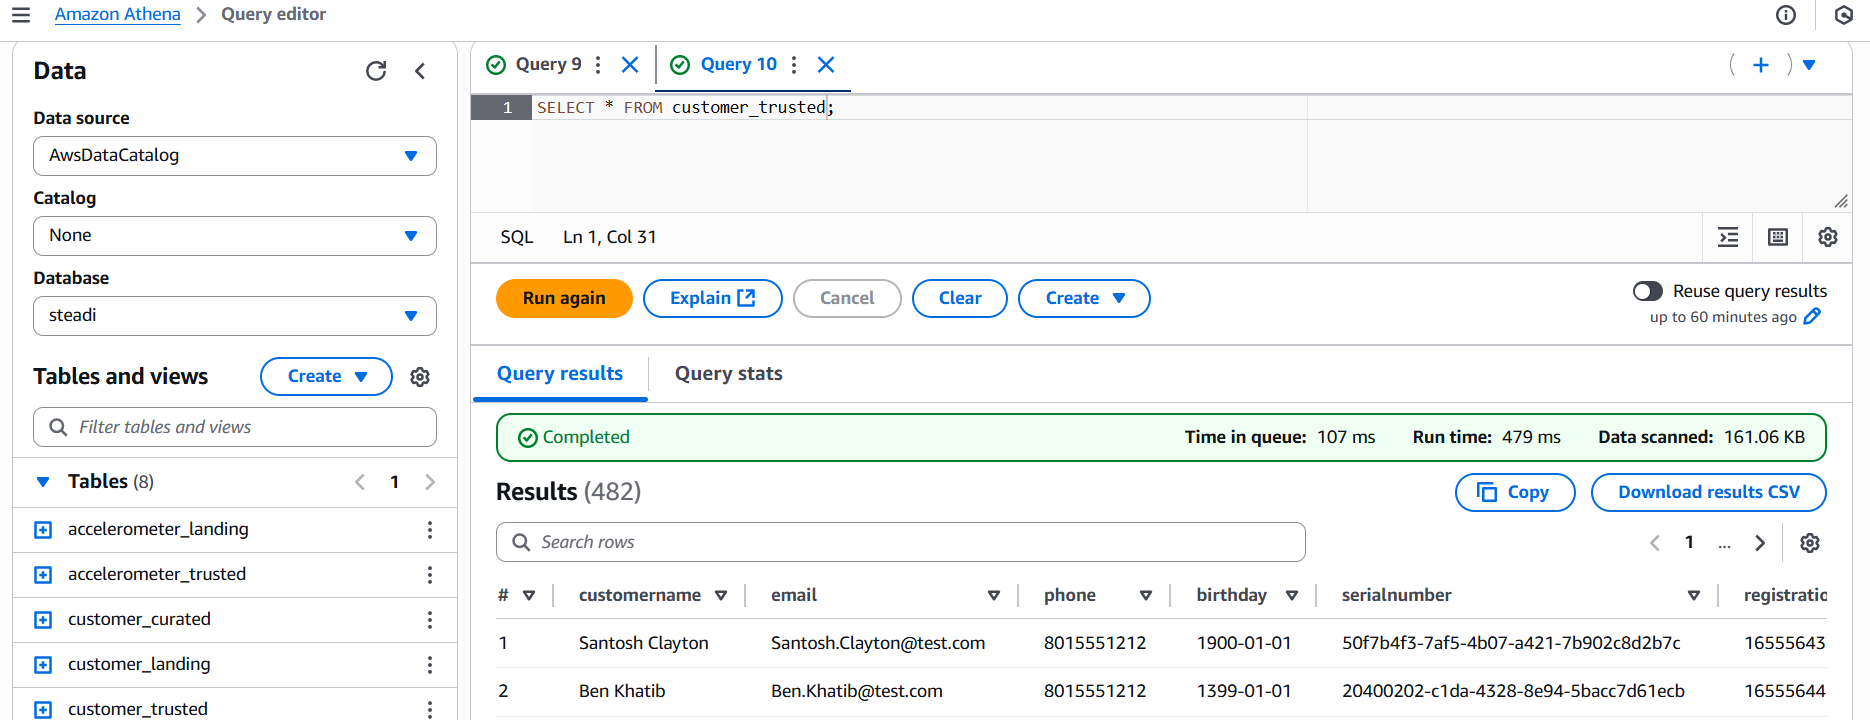 Amazon Athena > Query editor
Data
Data source
AwsDataCatalog
Catalog
None
Database
steadi
Tables and views
Create
Filter tables and views
Tables (8)
1
accelerometer_landing
accelerometer_trusted
customer_curated
customer_landing
customer_trusted
Query 9
Query 10
1 SELECT * FROM customer_trusted;
SQL Ln 1, Col 31
Run again Explain Cancel Clear Create
Reuse query results
up to 60 minutes ago
Query results Query stats
Completed Time in queue: 107 ms Run time: 479 ms Data scanned: 161.06 KB
Results (482) Copy Download results CSV
Search rows
1 ...
# customername email phone birthday serialnumber registratio
1 Santosh Clayton Santosh.Clayton@test.com 8015551212 1900-01-01 50f7b4f3-7af5-4b07-a421-7b902c8d2b7c 16555643
2 Ben Khatib Ben.Khatib@test.com 8015551212 1399-01-01 20400202-c1da-4328-8e94-5bacc7d61ecb 16555644